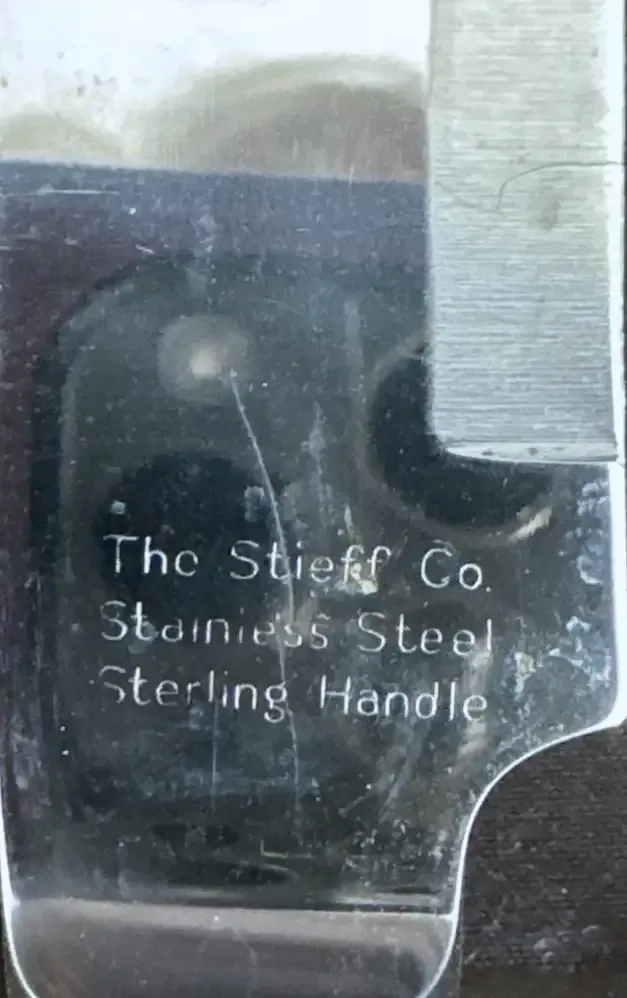 The Stieff Co.
Stainless Steel
Sterling Handle